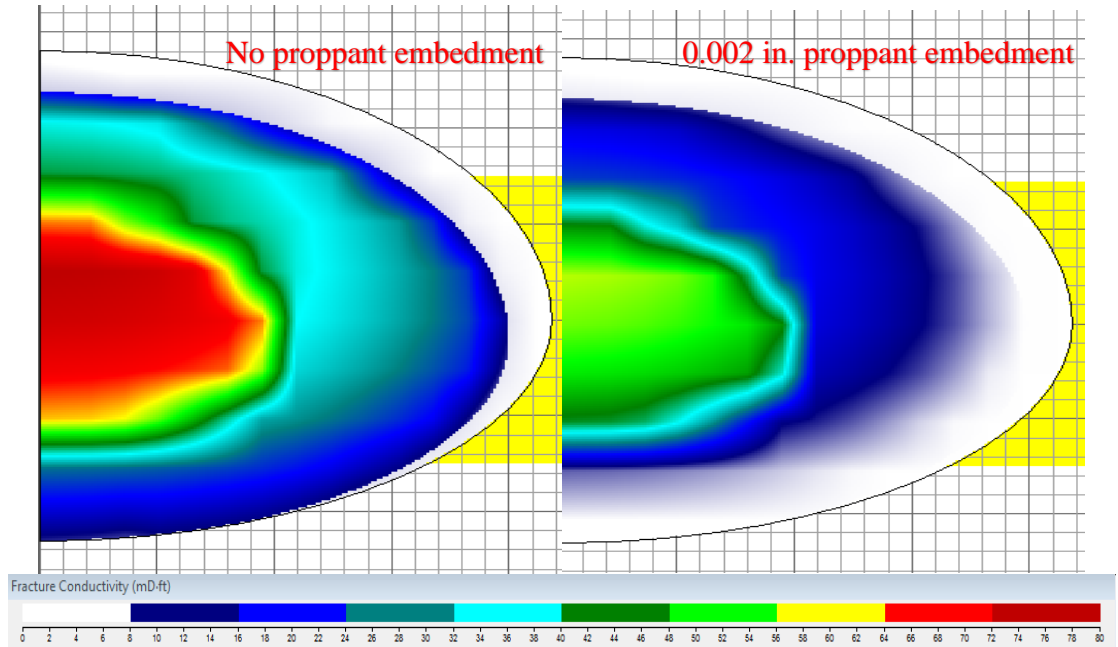 No proppant embedment
0.002 in. proppant embedment
Fracture Conductivity (mD-ft)
0 2 4 6 8 10 14 16 18 20 22 24 26 28 30 32 34 36 38 40 42 44 46 48 50 52 54 56 58 60 62 64 66 68 70 72 74 76 78 80